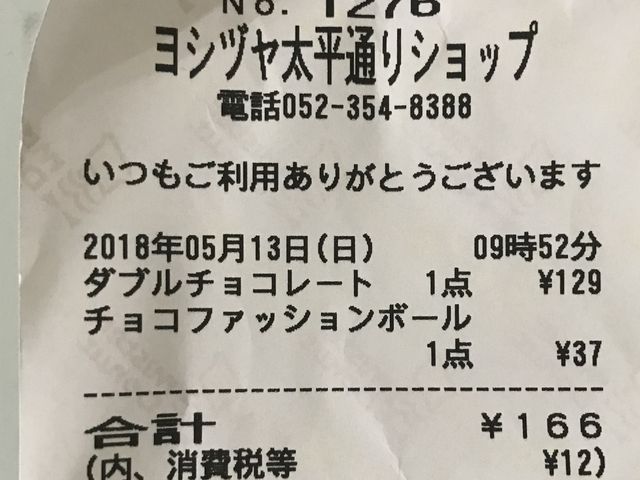 No. 1276
ヨシヅヤ太平通りショップ
電話052-354-8388
いつもご利用ありがとうございます
2018年05月13日(日) 09時52分
ダブルチョコレート 1点 ¥129
チョコファッションボール
1点 ¥37
合計 ¥166
(内、消費税等 ¥12)